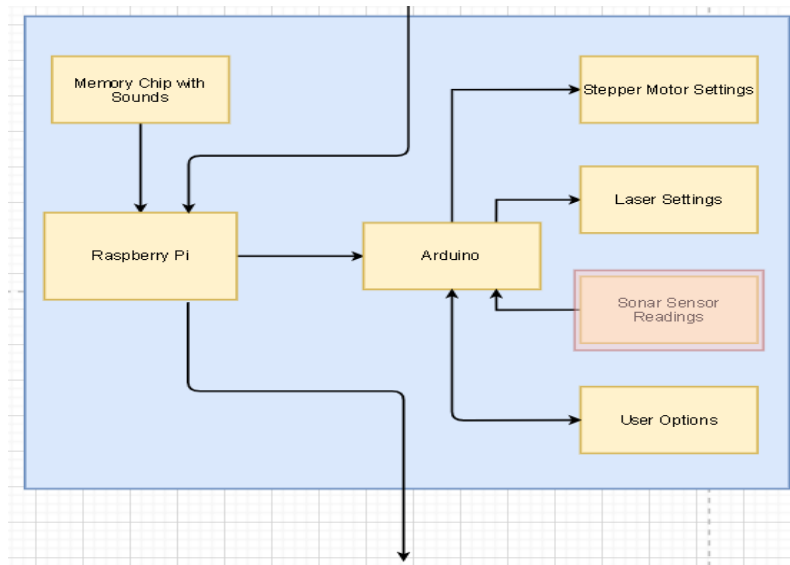 Memory Chip with
Sounds
Stepper Motor Settings
Laser Settings
Raspberry Pi
Arduino
Sonar Sensor
Readings
User Options